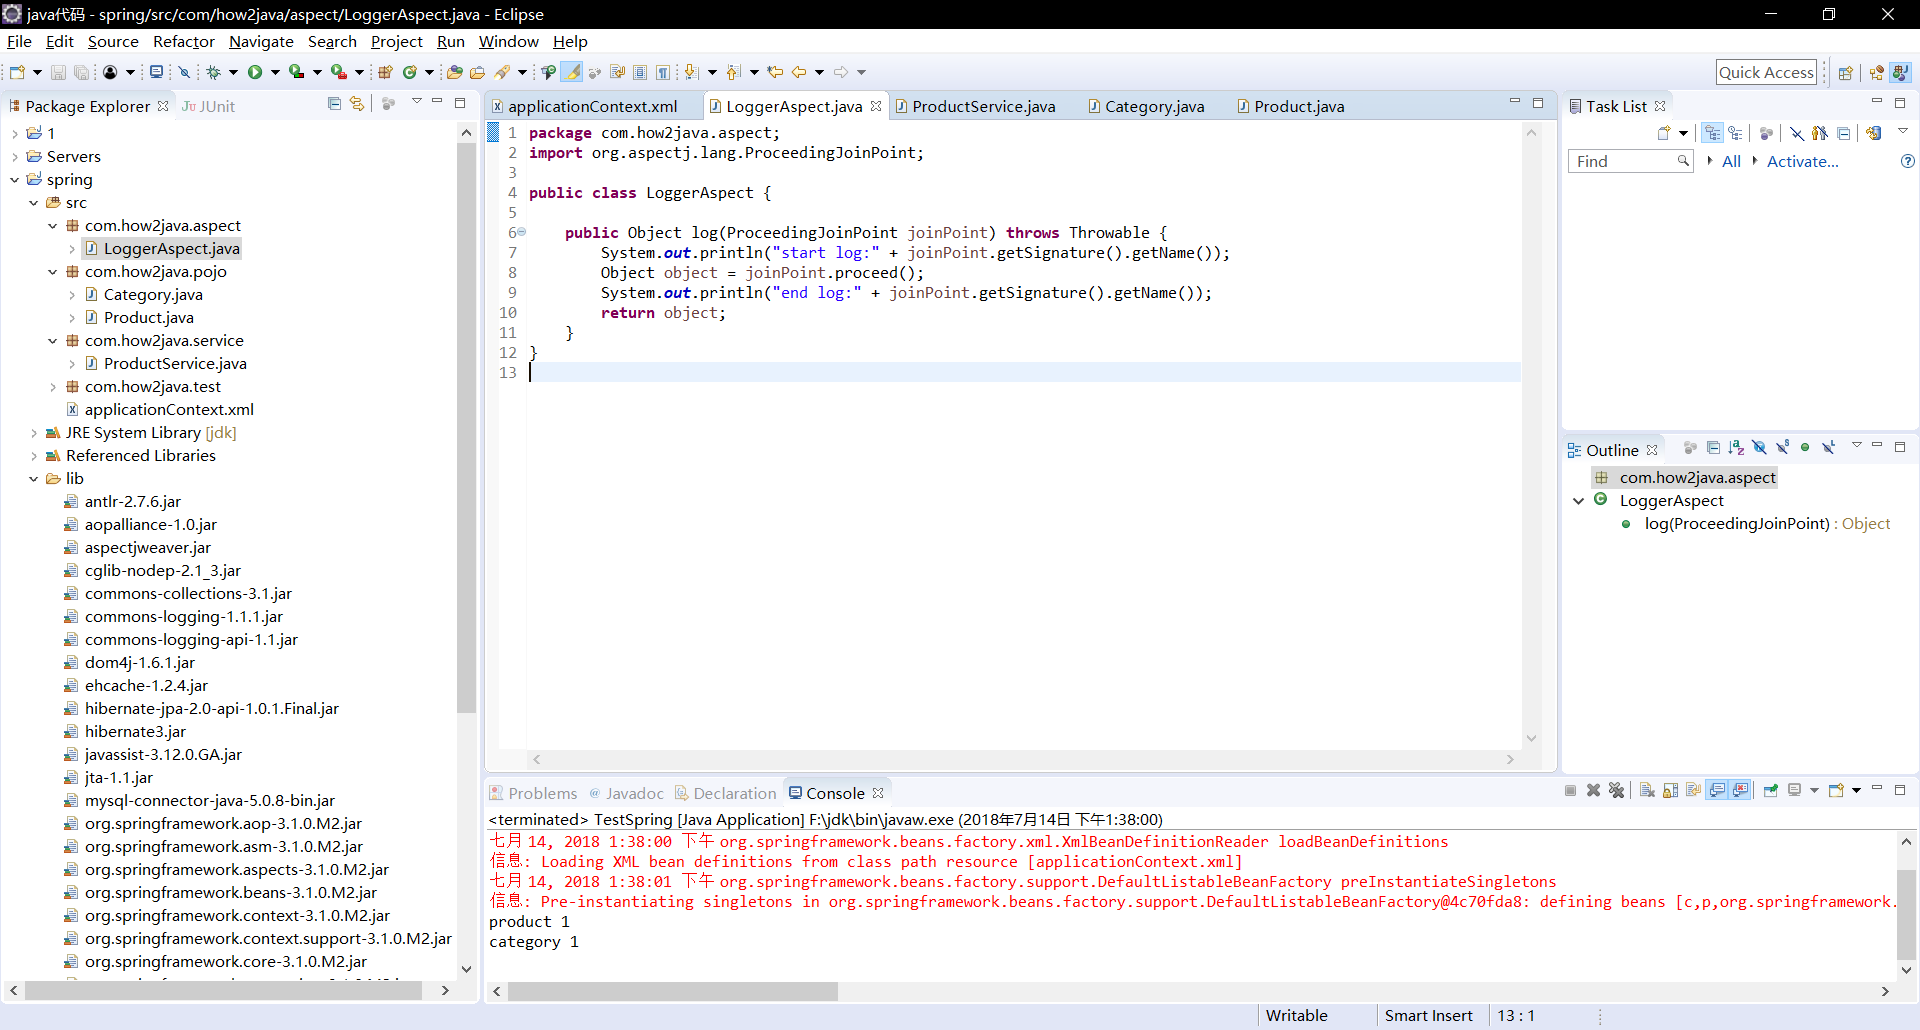 java代码 - spring/src/com/how2java/aspect/LoggerAspect.java - Eclipse
File Edit Source Refactor Navigate Search Project Run Window Help
Quick Access
Package Explorer
JUnit
1
Servers
spring
src
com.how2java.aspect
LoggerAspect.java
com.how2java.pojo
Category.java
Product.java
com.how2java.service
ProductService.java
com.how2java.test
applicationContext.xml
JRE System Library [jdk]
Referenced Libraries
lib
antlr-2.7.6.jar
aopalliance-1.0.jar
aspectjweaver.jar
cglib-nodep-2.1_3.jar
commons-collections-3.1.jar
commons-logging-1.1.1.jar
commons-logging-api-1.1.jar
dom4j-1.6.1.jar
ehcache-1.2.4.jar
hibernate-jpa-2.0-api-1.0.1.Final.jar
hibernate3.jar
javassist-3.12.0.GA.jar
jta-1.1.jar
mysql-connector-java-5.0.8-bin.jar
org.springframework.aop-3.1.0.M2.jar
org.springframework.asm-3.1.0.M2.jar
org.springframework.aspects-3.1.0.M2.jar
org.springframework.beans-3.1.0.M2.jar
org.springframework.context-3.1.0.M2.jar
org.springframework.context.support-3.1.0.M2.jar
org.springframework.core-3.1.0.M2.jar
applicationContext.xml LoggerAspect.java ProductService.java Category.java Product.java
1 package com.how2java.aspect;
2 import org.aspectj.lang.ProceedingJoinPoint;
3
4 public class LoggerAspect {
5
6 public Object log(ProceedingJoinPoint joinPoint) throws Throwable {
7 System.out.println("start log:" + joinPoint.getSignature().getName());
8 Object object = joinPoint.proceed();
9 System.out.println("end log:" + joinPoint.getSignature().getName());
10 return object;
11 }
12 }
13
Task List
Find All Activate...
Outline
com.how2java.aspect
LoggerAspect
log(ProceedingJoinPoint) : Object
Problems Javadoc Declaration Console
<terminated> TestSpring [Java Application] F:\jdk\bin\javaw.exe (2018年7月14日 下午1:38:00)
七月 14, 2018 1:38:00 下午 org.springframework.beans.factory.xml.XmlBeanDefinitionReader loadBeanDefinitions
信息: Loading XML bean definitions from class path resource [applicationContext.xml]
七月 14, 2018 1:38:01 下午 org.springframework.beans.factory.support.DefaultListableBeanFactory preInstantiateSingletons
信息: Pre-instantiating singletons in org.springframework.beans.factory.support.DefaultListableBeanFactory@4c70fda8: defining beans [c,p,org.springframework.
product 1
category 1
Writable Smart Insert 13 : 1